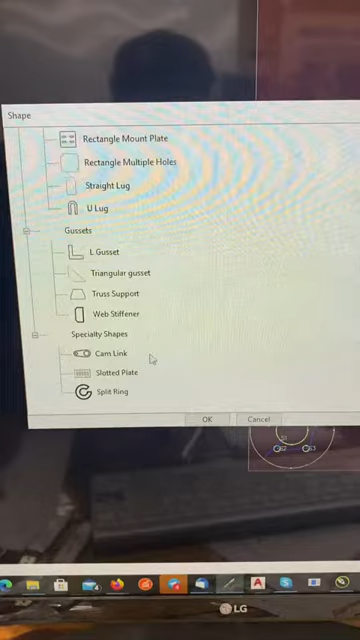 Shape
Rectangle Mount Plate
Rectangle Multiple Holes
Straight Lug
U Lug
Gussets
L Gusset
Triangular gusset
Truss Support
Web Stiffener
Specialty Shapes
Cam Link
Slotted Plate
Split Ring
OK Cancel
LG